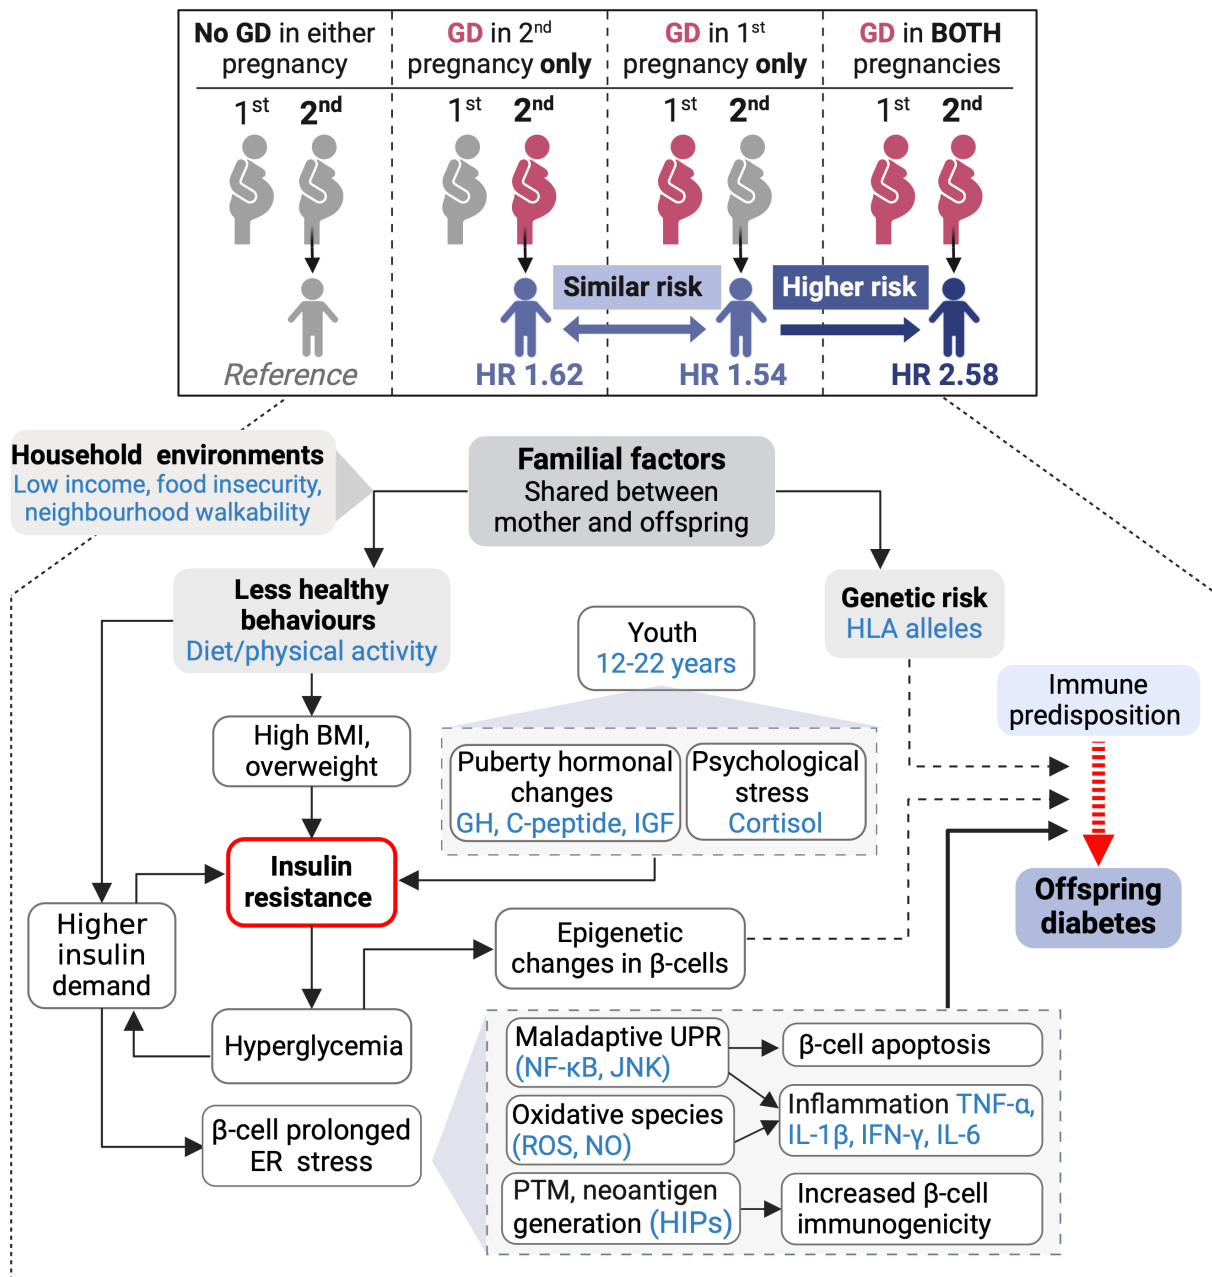 No GD in either
pregnancy
GD in 2nd
pregnancy only
GD in 1st
pregnancy only
GD in BOTH
pregnancies
1st 2nd
1st 2nd
1st 2nd
1st 2nd
Similar risk
Higher risk
Reference
HR 1.62
HR 1.54
HR 2.58
Household environments
Low income, food insecurity,
neighbourhood walkability
Familial factors
Shared between
mother and offspring
Less healthy
behaviours
Diet/physical activity
Genetic risk
HLA alleles
Youth
12-22 years
Immune
predisposition
High BMI,
overweight
Puberty hormonal
changes
GH, C-peptide, IGF
Psychological
stress
Cortisol
Insulin
resistance
Offspring
diabetes
Higher
insulin
demand
Epigenetic
changes in β-cells
Hyperglycemia
β-cell prolonged
ER stress
Maladaptive UPR
(NF-κB, JNK)
β-cell apoptosis
Oxidative species
(ROS, NO)
Inflammation TNF-α,
IL-1β, IFN-γ, IL-6
PTM, neoantigen
generation (HIPs)
Increased β-cell
immunogenicity